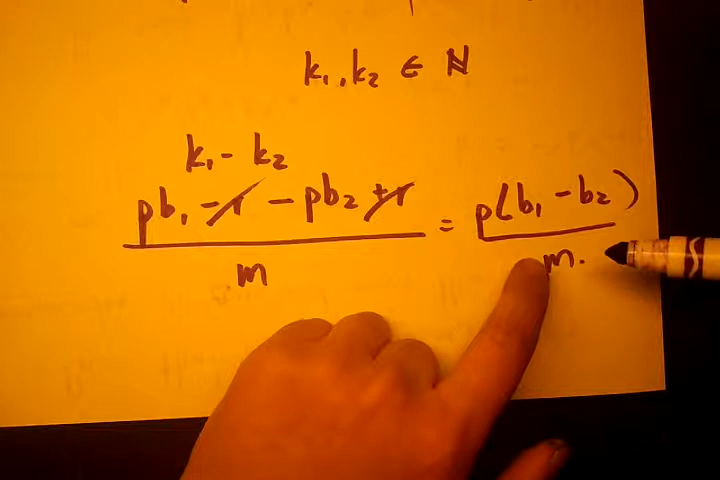 k₁, k₂ ∈ ℕ
k₁ - k₂
pb₁ - r - pb₂ + r = p(b₁ - b₂)
m m.